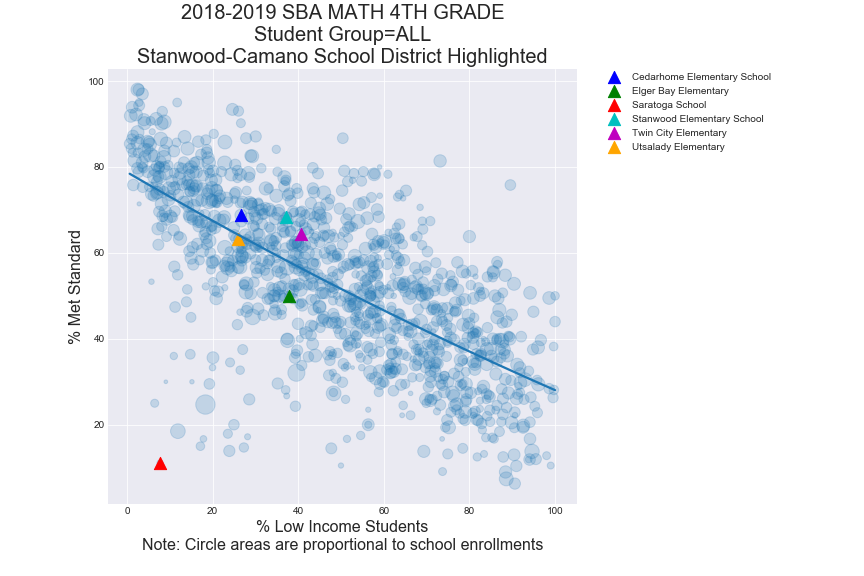 2018-2019 SBA MATH 4TH GRADE
Student Group=ALL
Stanwood-Camano School District Highlighted
Cedarhome Elementary School
Elger Bay Elementary
Saratoga School
Stanwood Elementary School
Twin City Elementary
Utsalady Elementary
% Met Standard
100
80
60
40
20
0 20 40 60 80 100
% Low Income Students
Note: Circle areas are proportional to school enrollments